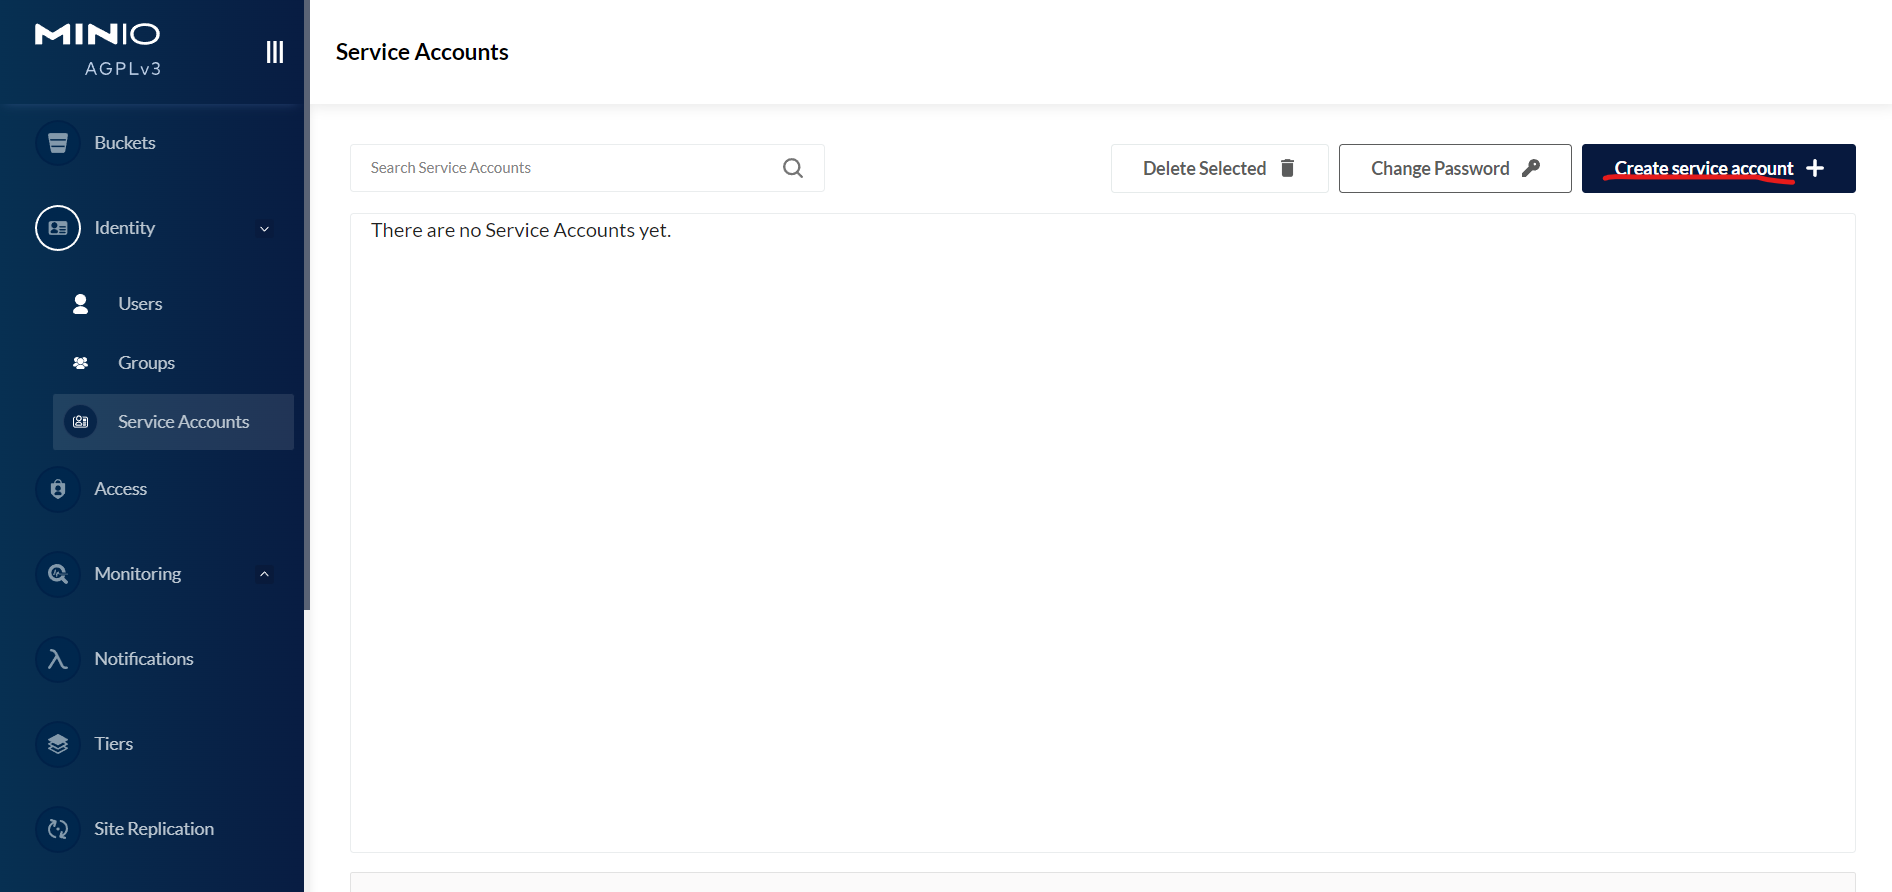 MINIO
AGPLv3
Service Accounts
Buckets
Search Service Accounts
Delete Selected
Change Password
Create service account
Identity
There are no Service Accounts yet.
Users
Groups
Service Accounts
Access
Monitoring
Notifications
Tiers
Site Replication